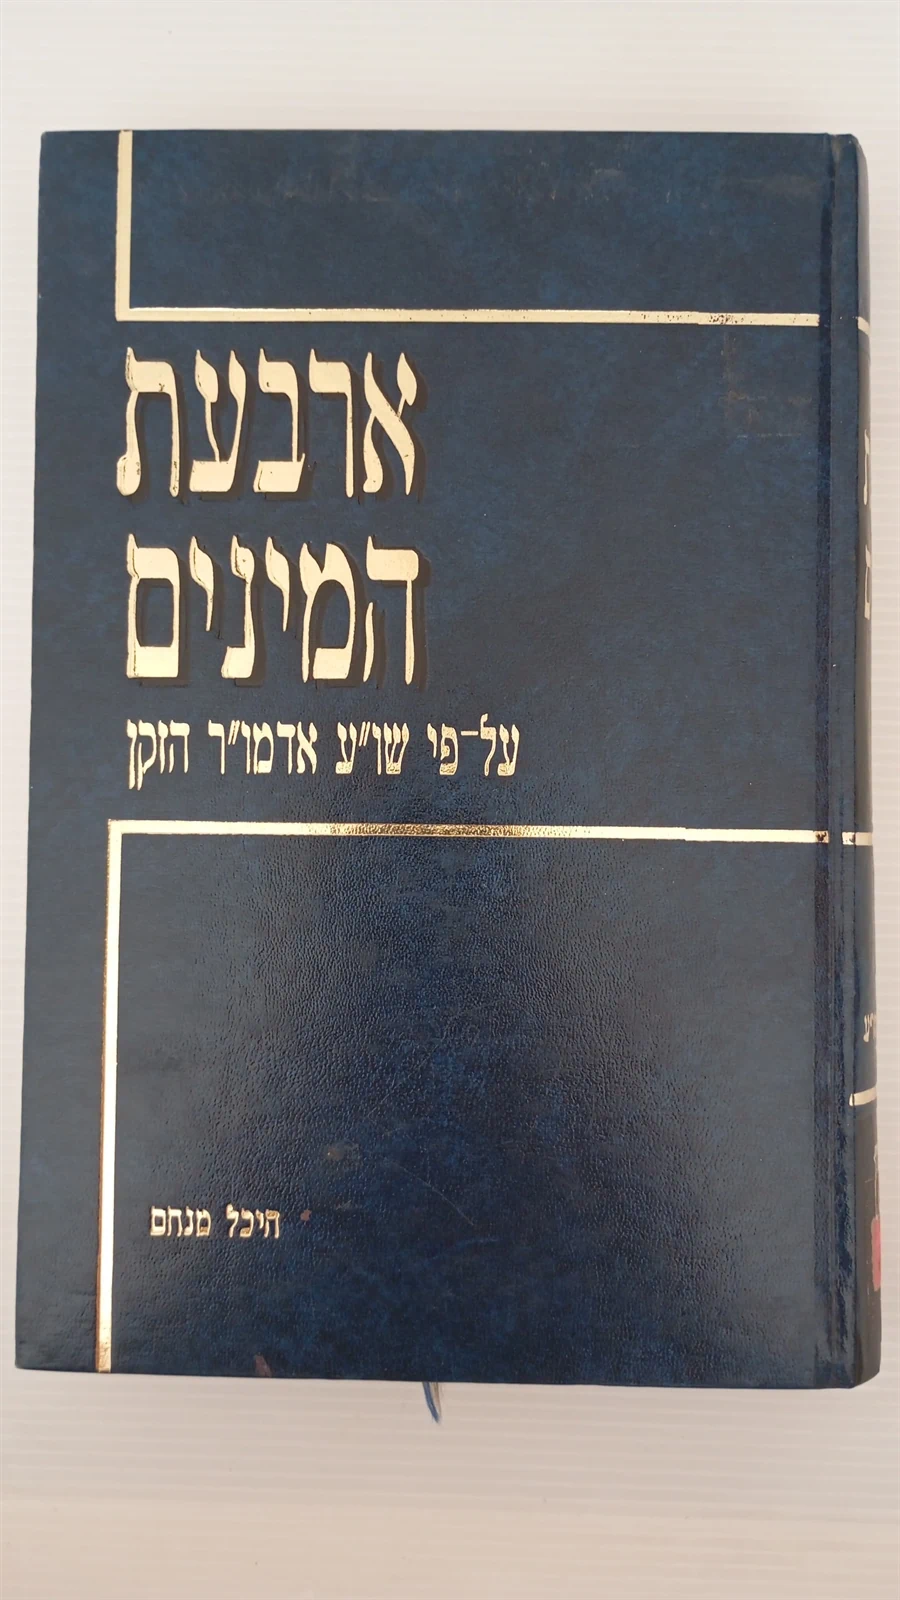 ארבעת
המינים
על-פי שו"ע אדמו"ר הזקן
היכל מנחם